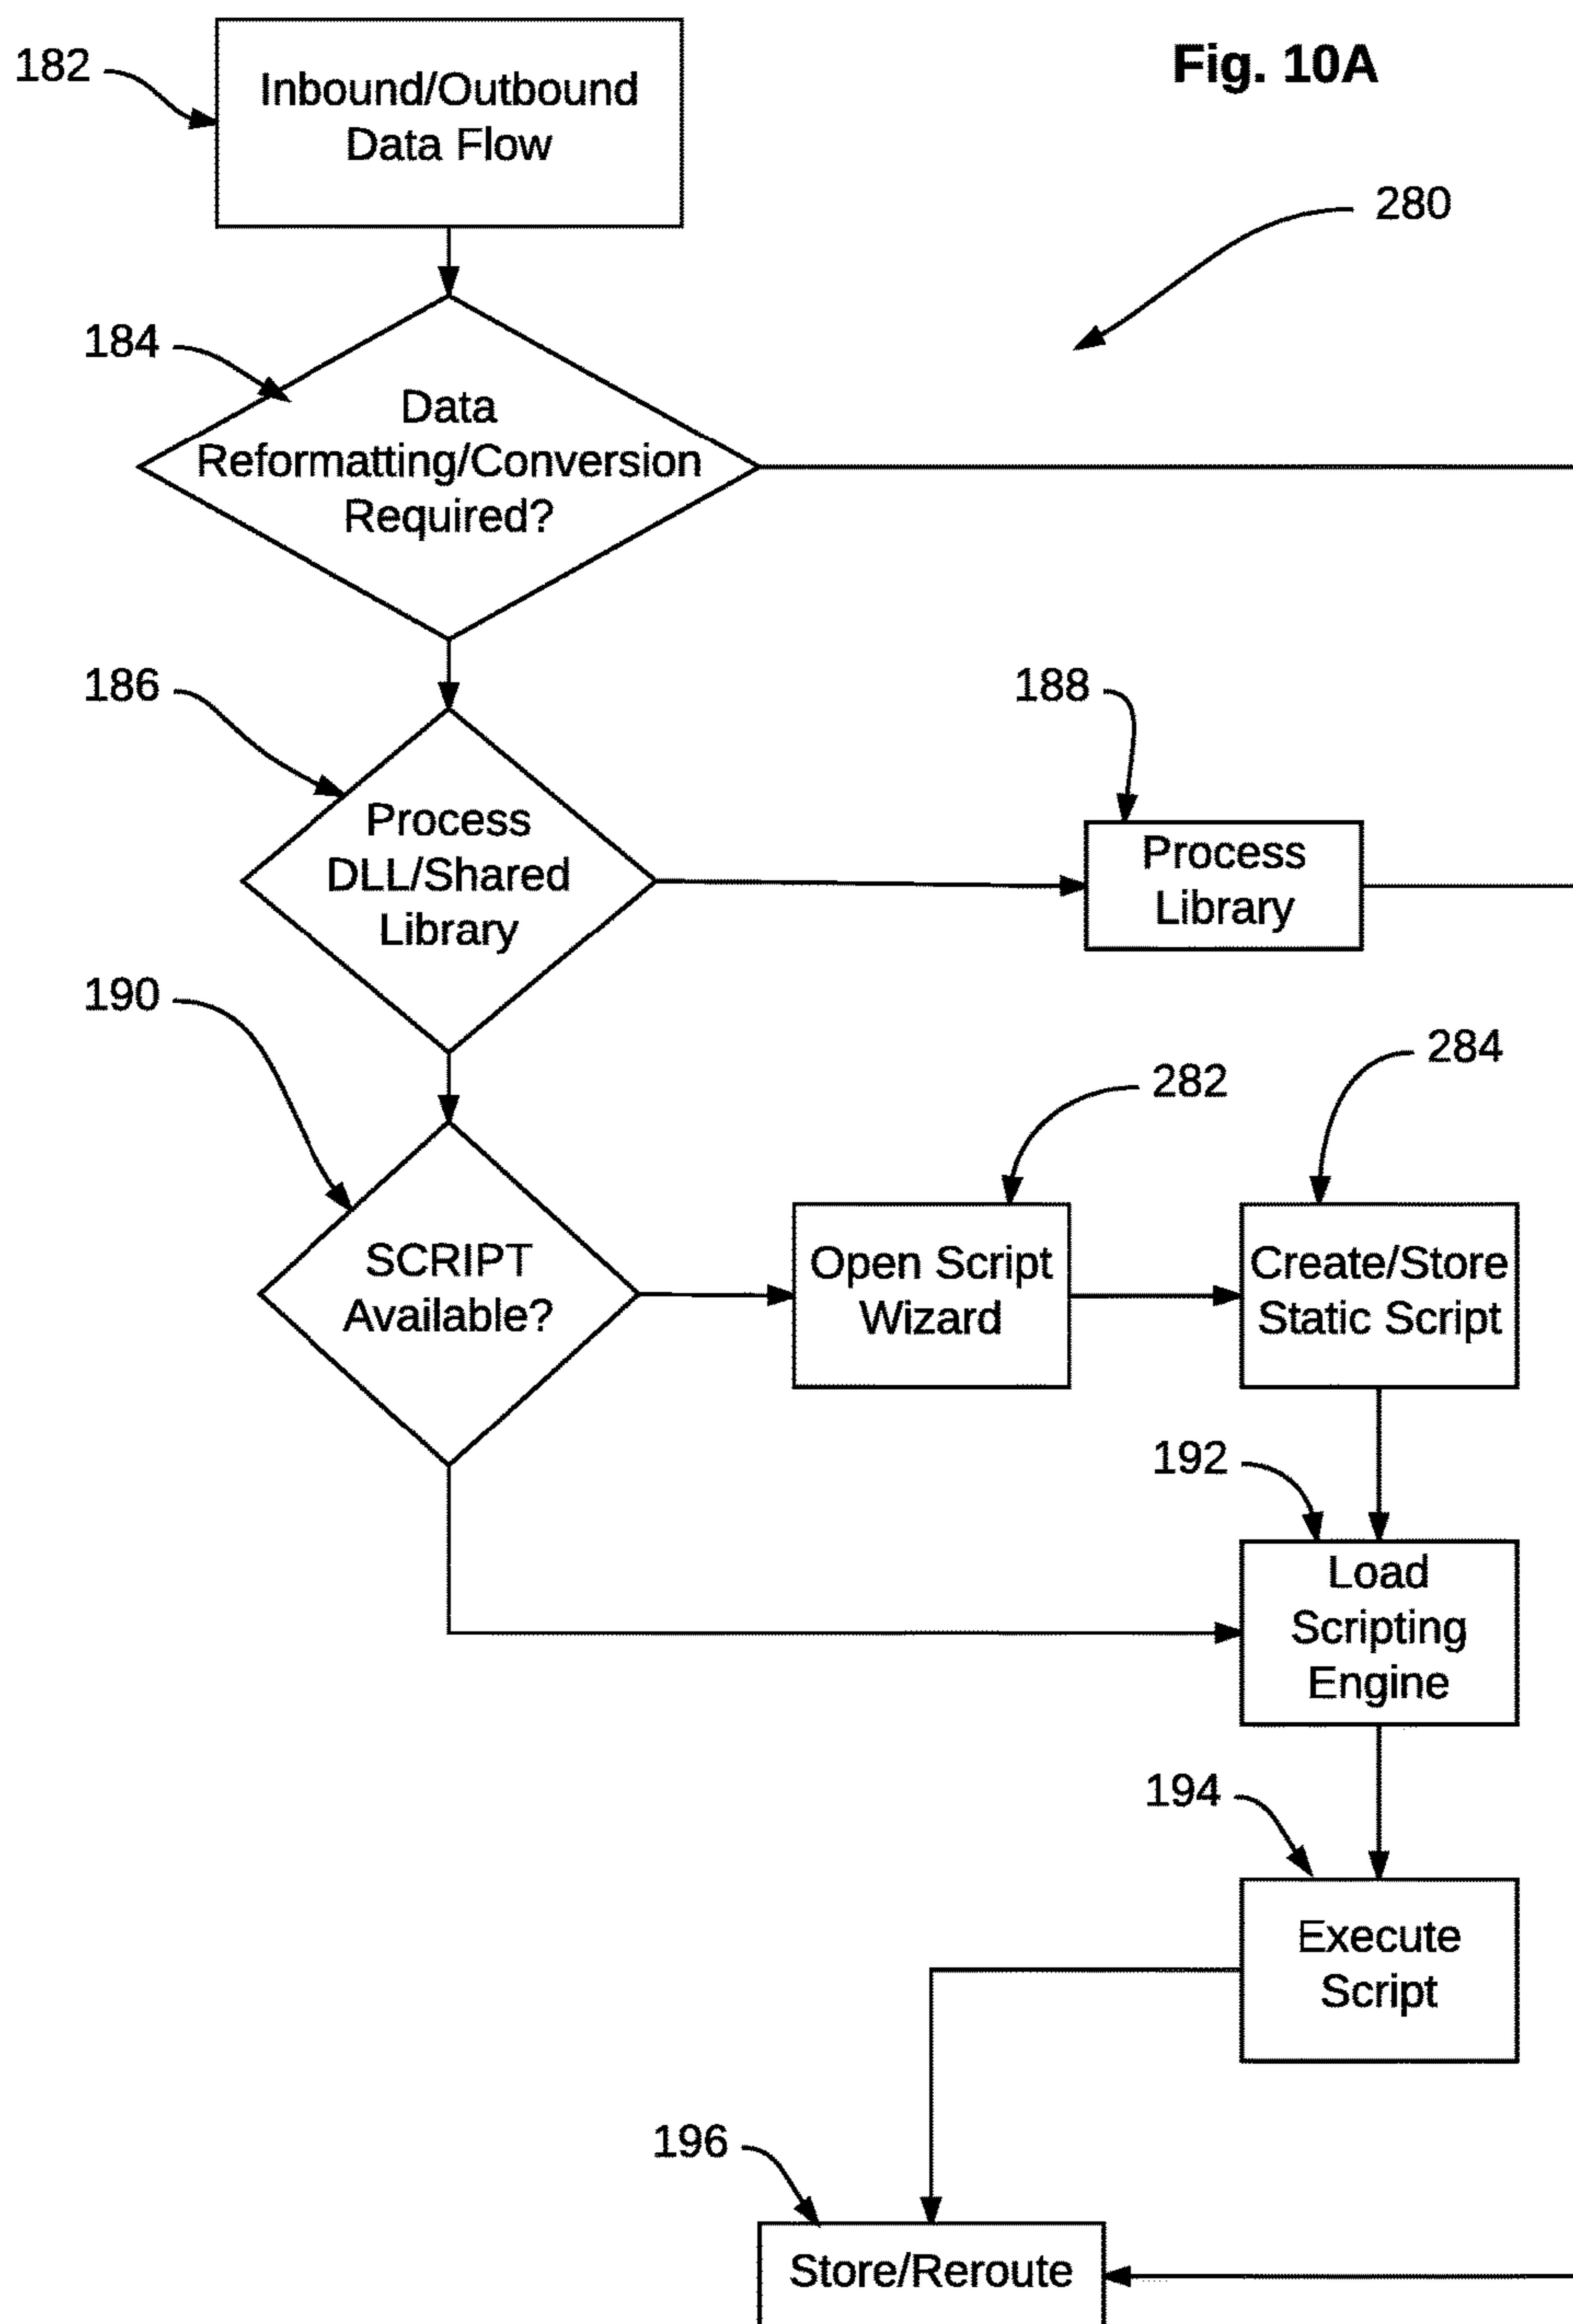 Fig. 10A
182
Inbound/Outbound
Data Flow
280
184
Data
Reformatting/Conversion
Required?
186
Process
DLL/Shared
Library
188
Process
Library
190
SCRIPT
Available?
282
Open Script
Wizard
284
Create/Store
Static Script
192
Load
Scripting
Engine
194
Execute
Script
196
Store/Reroute